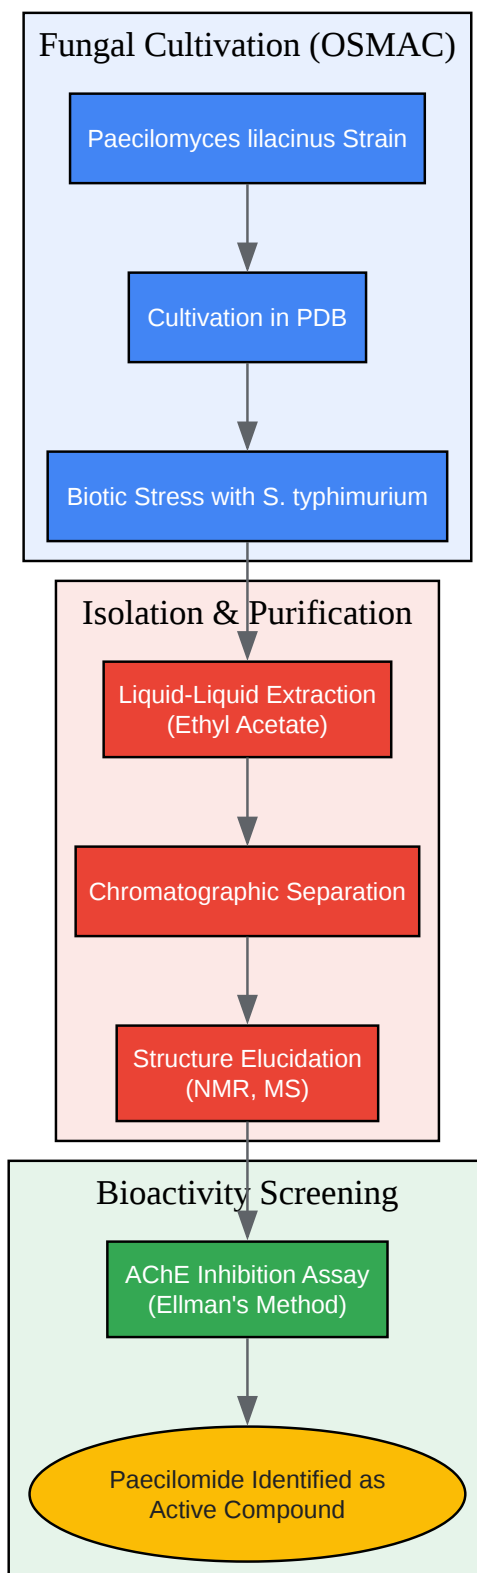 Fungal Cultivation (OSMAC)
Paecilomyces lilacinus Strain
Cultivation in PDB
Biotic Stress with S. typhimurium
Isolation & Purification
Liquid-Liquid Extraction
(Ethyl Acetate)
Chromatographic Separation
Structure Elucidation
(NMR, MS)
Bioactivity Screening
AChE Inhibition Assay
(Ellman's Method)
Paecilomide Identified as
Active Compound